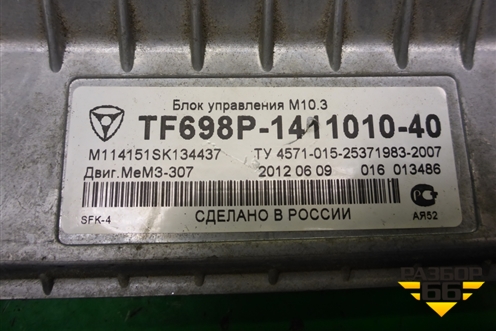 Блок управления М10.3
TF698P-1411010-40
M114151SK134437 ТУ 4571-015-25371983-2007
Двиг.МеМЗ-307 2012 06 09 016 013486
SFK-4 СДЕЛАНО В РОССИИ АЯ52
РАЗБОР
66